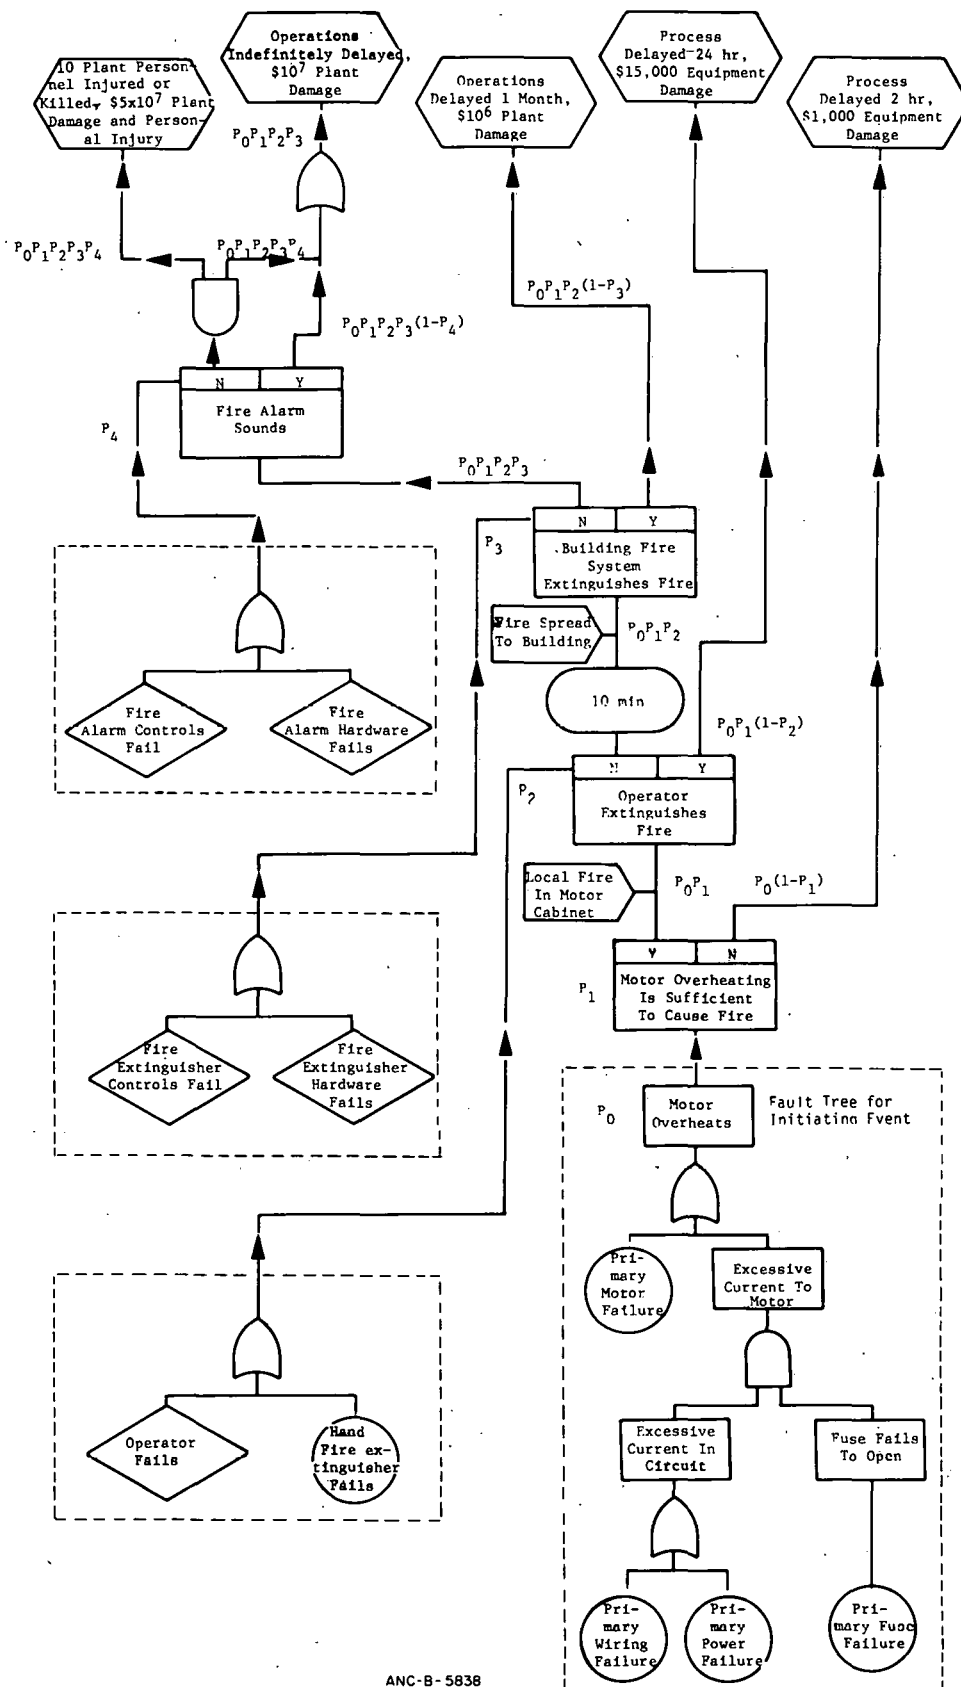 10 Plant Person-
nel Injured or
Killed, $5x10⁷ Plant
Damage and Person-
al Injury
Operations
Indefinitely Delayed,
$10⁷ Plant
Damage
Operations
Delayed 1 Month,
$10⁶ Plant
Damage
Process
Delayed 24 hr,
$15,000 Equipment
Damage
Process
Delayed 2 hr,
$1,000 Equipment
Damage
P₀P₁P₂P₃
P₀P₁P₂P₃P₄
P₀P₁P₂P₃P₄
P₀P₁P₂(1-P₃)
P₀P₁P₂P₃(1-P₄)
N Y
Fire Alarm
Sounds
P₄
P₀P₁P₂P₃
N Y
Building Fire
System
Extinguishes Fire
P₃
Fire Spread
To Building
P₀P₁P₂
10 min
Fire
Alarm Controls
Fail
Fire
Alarm Hardware
Fails
P₀P₁(1-P₂)
N Y
Operator
Extinguishes
Fire
P₂
Local Fire
In Motor
Cabinet
P₀P₁
P₀(1-P₁)
Y N
Motor Overheating
Is Sufficient
To Cause Fire
P₁
Fire
Extinguisher
Controls Fail
Fire
Extinguisher
Hardware
Fails
P₀
Motor
Overheats
Fault Tree for
Initiating Event
Pri-
mary
Motor
Failure
Excessive
Current To
Motor
Operator
Fails
Hand
Fire ex-
tinguisher
Fails
Excessive
Current In
Circuit
Fuse Fails
To Open
Pri-
mary
Wiring
Failure
Pri-
mary
Power
Failure
Pri-
mary Fuse
Failure
ANC-B-5838